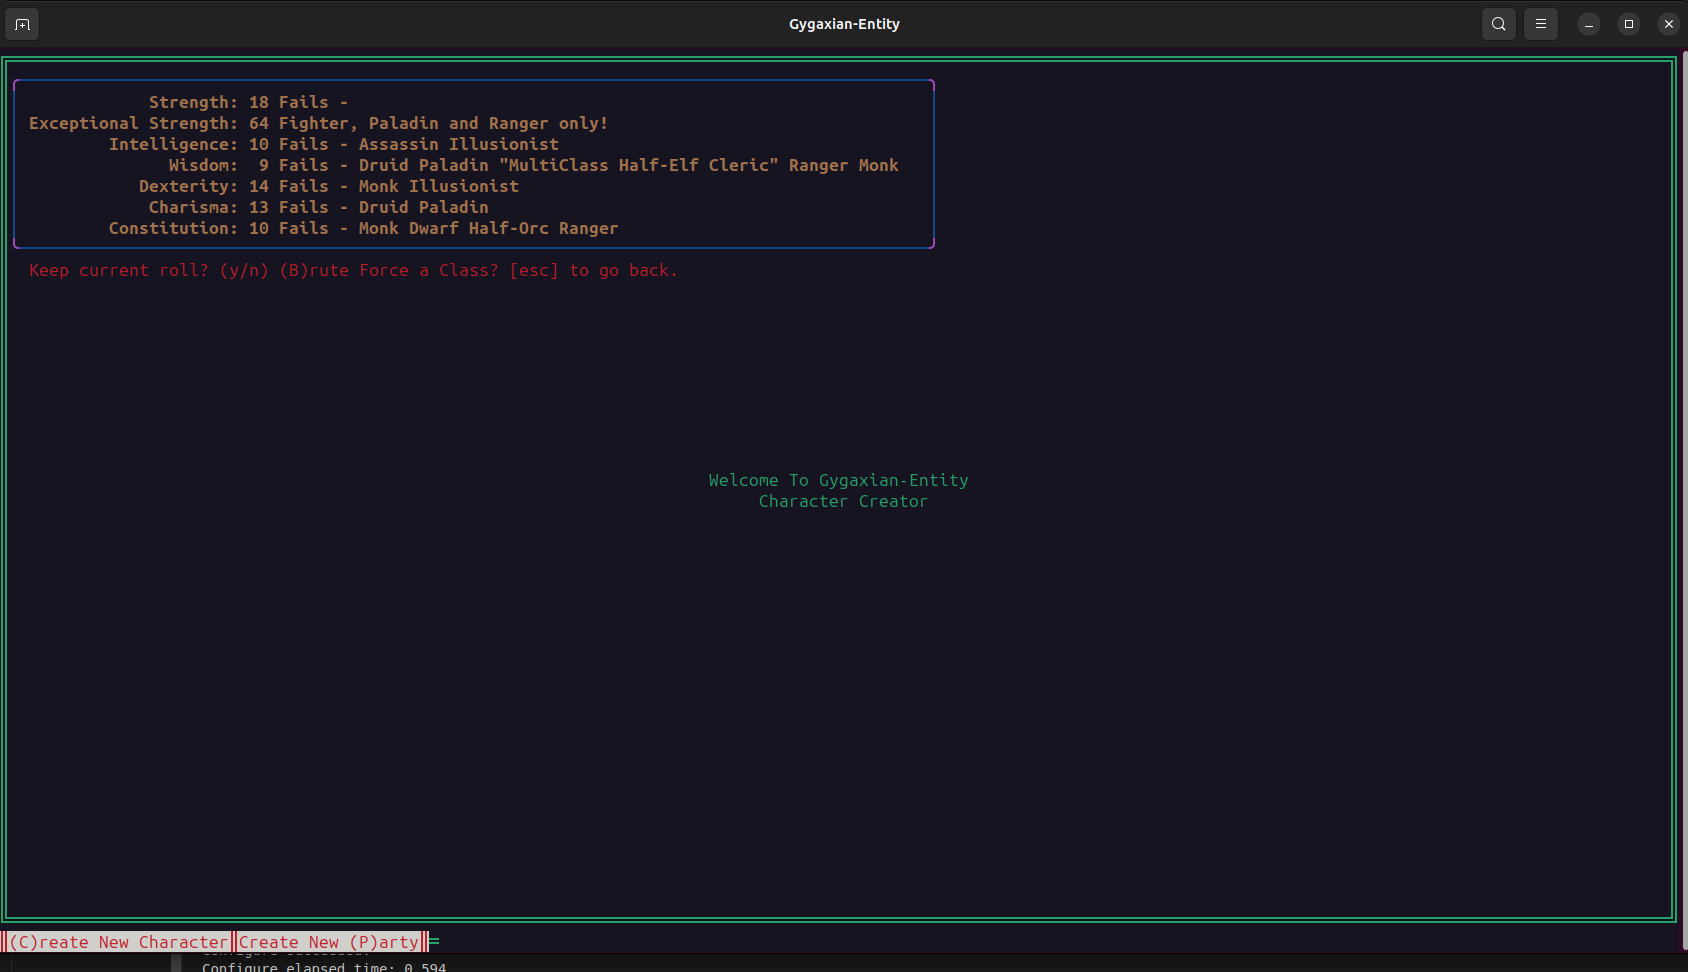 Gygaxian-Entity
Strength: 18 Fails -
Exceptional Strength: 64 Fighter, Paladin and Ranger only!
Intelligence: 10 Fails - Assassin Illusionist
Wisdom:  9 Fails - Druid Paladin "MultiClass Half-Elf Cleric" Ranger Monk
Dexterity: 14 Fails - Monk Illusionist
Charisma: 13 Fails - Druid Paladin
Constitution: 10 Fails - Monk Dwarf Half-Orc Ranger
Keep current roll? (y/n) (B)rute Force a Class? [esc] to go back.
Welcome To Gygaxian-Entity
Character Creator
(C)reate New Character Create New (P)arty
Configure elapsed time: 0.594